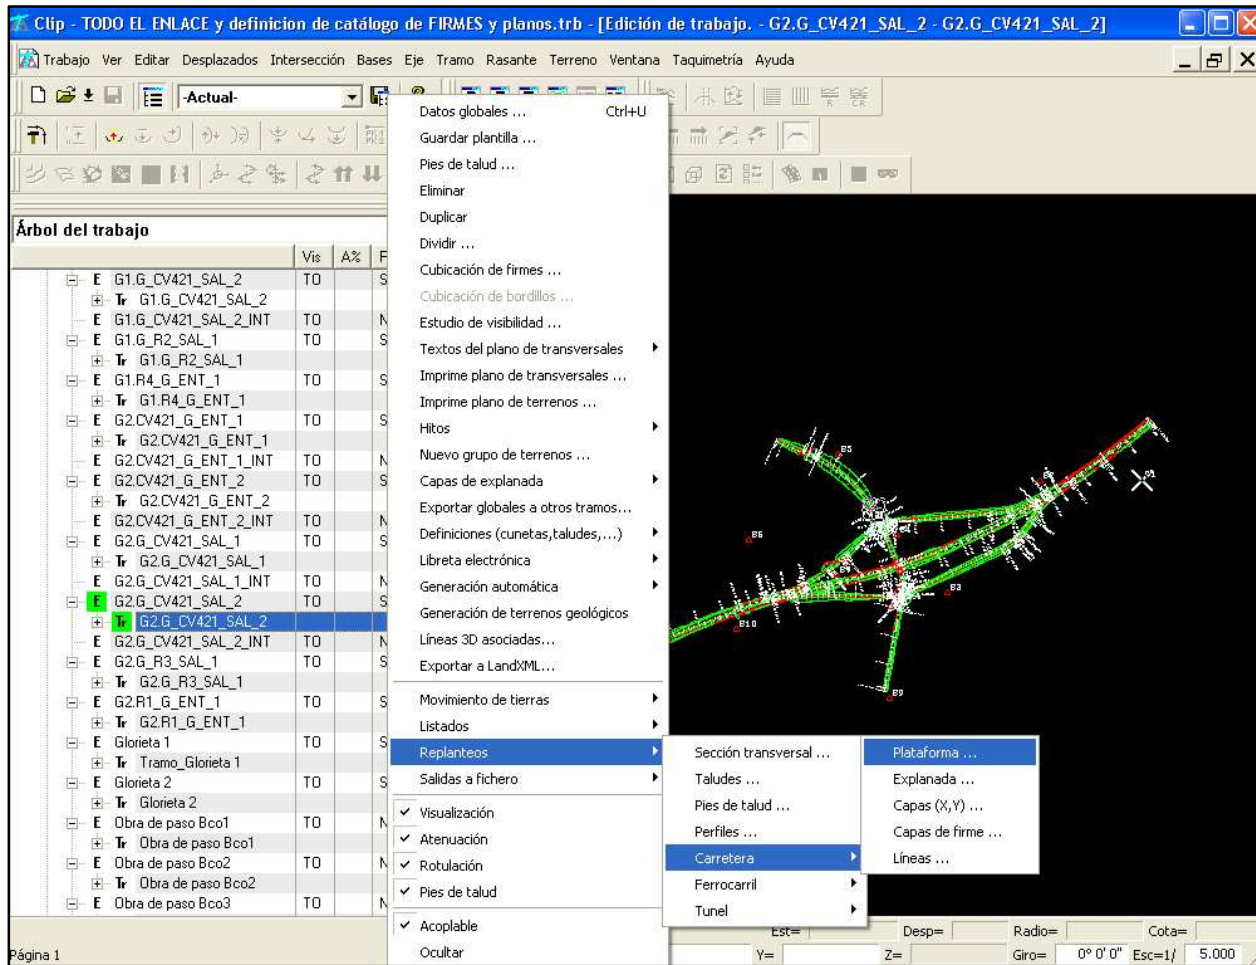 Clip - TODO EL ENLACE y definicion de catálogo de FIRMES y planos.trb - [Edición de trabajo. - G2.G_CV421_SAL_2 - G2.G_CV421_SAL_2]
Trabajo Ver Editar Desplazados Intersección Bases Eje Tramo Rasante Terreno Ventana Taquimetría Ayuda
-Actual-
Árbol del trabajo
Vis A% F
E G1.G_CV421_SAL_2 TO S
Tr G1.G_CV421_SAL_2
E G1.G_CV421_SAL_2_INT TO N
E G1.G_R2_SAL_1 TO S
Tr G1.G_R2_SAL_1
E G1.R4_G_ENT_1 TO S
Tr G1.R4_G_ENT_1
E G2.CV421_G_ENT_1 TO S
Tr G2.CV421_G_ENT_1
E G2.CV421_G_ENT_1_INT TO N
E G2.CV421_G_ENT_2 TO S
Tr G2.CV421_G_ENT_2
E G2.CV421_G_ENT_2_INT TO N
E G2.G_CV421_SAL_1 TO S
Tr G2.G_CV421_SAL_1
E G2.G_CV421_SAL_1_INT TO N
E G2.G_CV421_SAL_2 TO S
Tr G2.G_CV421_SAL_2
E G2.G_CV421_SAL_2_INT TO N
E G2.G_R3_SAL_1 TO S
Tr G2.G_R3_SAL_1
E G2.R1_G_ENT_1 TO S
Tr G2.R1_G_ENT_1
E Glorieta 1 TO S
Tr Tramo_Glorieta 1
E Glorieta 2 TO S
Tr Glorieta 2
E Obra de paso Bco1 TO N
Tr Obra de paso Bco1
E Obra de paso Bco2 TO N
Tr Obra de paso Bco2
E Obra de paso Bco3 TO N
Datos globales ... Ctrl+U
Guardar plantilla ...
Pies de talud ...
Eliminar
Duplicar
Dividir ...
Cubicación de firmes ...
Cubicación de bordillos ...
Estudio de visibilidad ...
Textos del plano de transversales
Imprime plano de transversales ...
Imprime plano de terrenos ...
Hitos
Nuevo grupo de terrenos ...
Capas de explanada
Exportar globales a otros tramos...
Definiciones (cunetas,taludes,...)
Libreta electrónica
Generación automática
Generación de terrenos geológicos
Líneas 3D asociadas...
Exportar a LandXML...
Movimiento de tierras
Listados
Replanteos
Salidas a fichero
Visualización
Atenuación
Rotulación
Pies de talud
Acoplable
Ocultar
Sección transversal ...
Taludes ...
Pies de talud ...
Perfiles ...
Carretera
Ferrocarril
Tunel
Plataforma ...
Explanada ...
Capas (X,Y) ...
Capas de firme ...
Líneas ...
B5
B6
B3
B10
B9
Est= Desp= Radio= Cota=
Página 1 Y= Z= Giro= 0° 0' 0" Esc=1/ 5.000